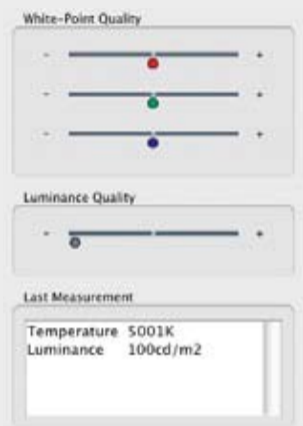 White-Point Quality
- +
- +
- +
Luminance Quality
- +
Last Measurement
Temperature 5001K
Luminance 100cd/m2